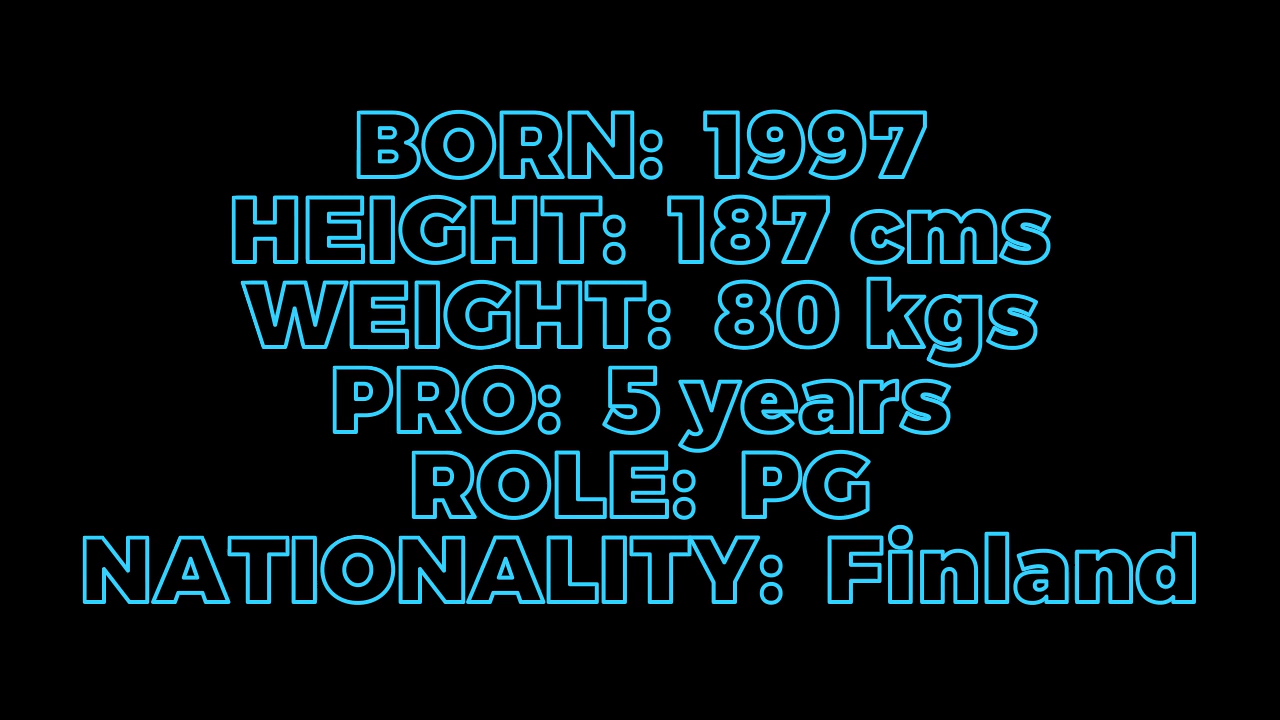 BORN: 1997
HEIGHT: 187 cms
WEIGHT: 80 kgs
PRO: 5 years
ROLE: PG
NATIONALITY: Finland